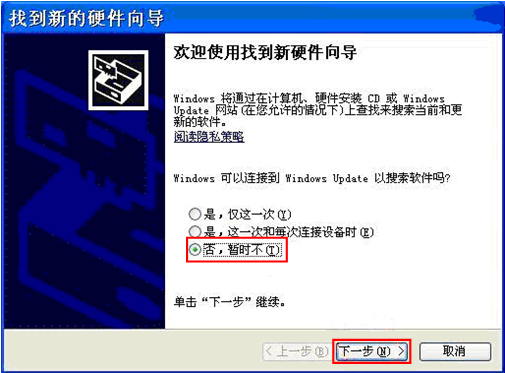 找到新的硬件向导
欢迎使用找到新硬件向导
Windows 将通过在计算机、硬件安装 CD 或 Windows
Update 网站(在您允许的情况下)上查找来搜索当前和更
新的软件。
阅读隐私策略
Windows 可以连接到 Windows Update 以搜索软件吗?
是，仅这一次(Y)
是，这一次和每次连接设备时(E)
否，暂时不(T)
单击“下一步”继续。
< 上一步(B) 下一步(N) > 取消